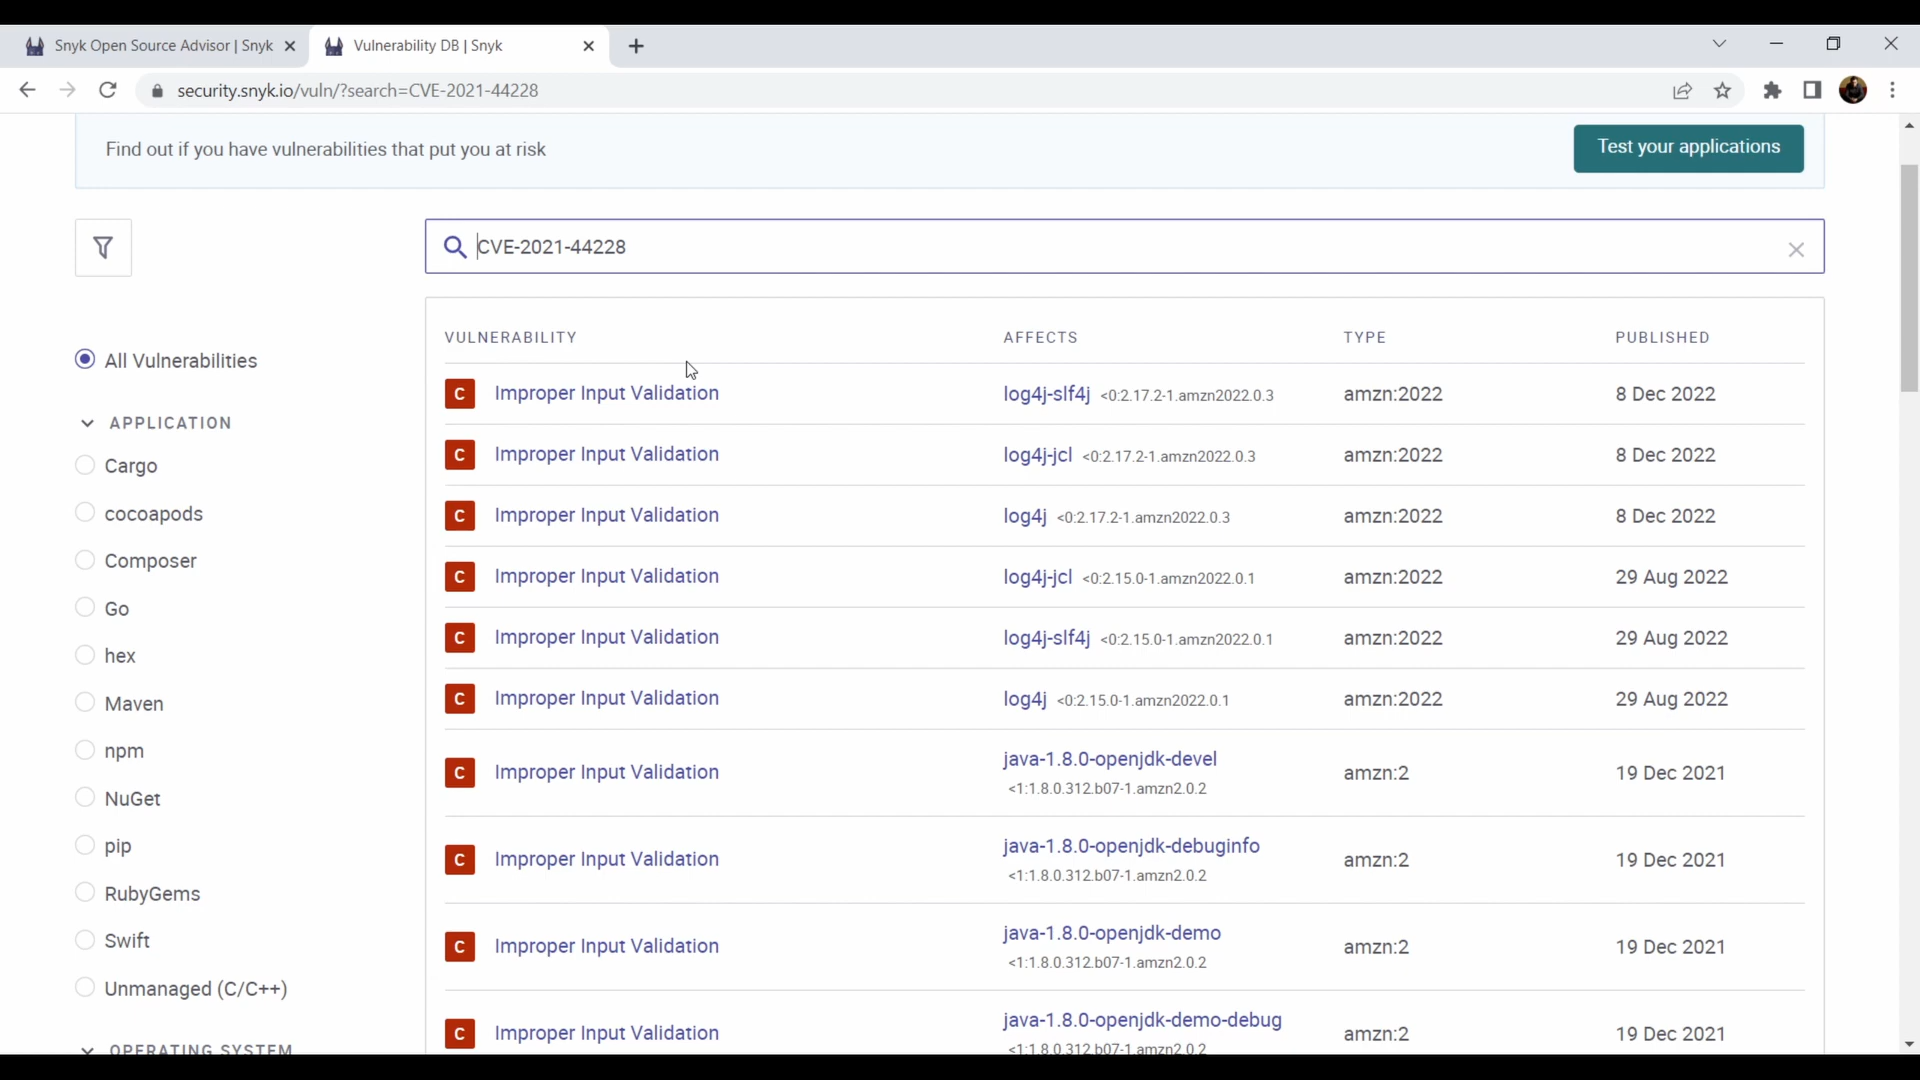 Snyk Open Source Advisor | Snyk
Vulnerability DB | Snyk
security.snyk.io/vuln/?search=CVE-2021-44228
Find out if you have vulnerabilities that put you at risk
Test your applications
CVE-2021-44228
All Vulnerabilities
APPLICATION
Cargo
cocoapods
Composer
Go
hex
Maven
npm
NuGet
pip
RubyGems
Swift
Unmanaged (C/C++)
OPERATING SYSTEM
VULNERABILITY AFFECTS TYPE PUBLISHED
C Improper Input Validation log4j-slf4j <0:2.17.2-1.amzn2022.0.3 amzn:2022 8 Dec 2022
C Improper Input Validation log4j-jcl <0:2.17.2-1.amzn2022.0.3 amzn:2022 8 Dec 2022
C Improper Input Validation log4j <0:2.17.2-1.amzn2022.0.3 amzn:2022 8 Dec 2022
C Improper Input Validation log4j-jcl <0:2.15.0-1.amzn2022.0.1 amzn:2022 29 Aug 2022
C Improper Input Validation log4j-slf4j <0:2.15.0-1.amzn2022.0.1 amzn:2022 29 Aug 2022
C Improper Input Validation log4j <0:2.15.0-1.amzn2022.0.1 amzn:2022 29 Aug 2022
java-1.8.0-openjdk-devel
C Improper Input Validation amzn:2 19 Dec 2021
<1:1.8.0.312.b07-1.amzn2.0.2
java-1.8.0-openjdk-debuginfo
C Improper Input Validation amzn:2 19 Dec 2021
<1:1.8.0.312.b07-1.amzn2.0.2
java-1.8.0-openjdk-demo
C Improper Input Validation amzn:2 19 Dec 2021
<1:1.8.0.312.b07-1.amzn2.0.2
java-1.8.0-openjdk-demo-debug
C Improper Input Validation amzn:2 19 Dec 2021
<1:1.8.0.312.b07-1.amzn2.0.2